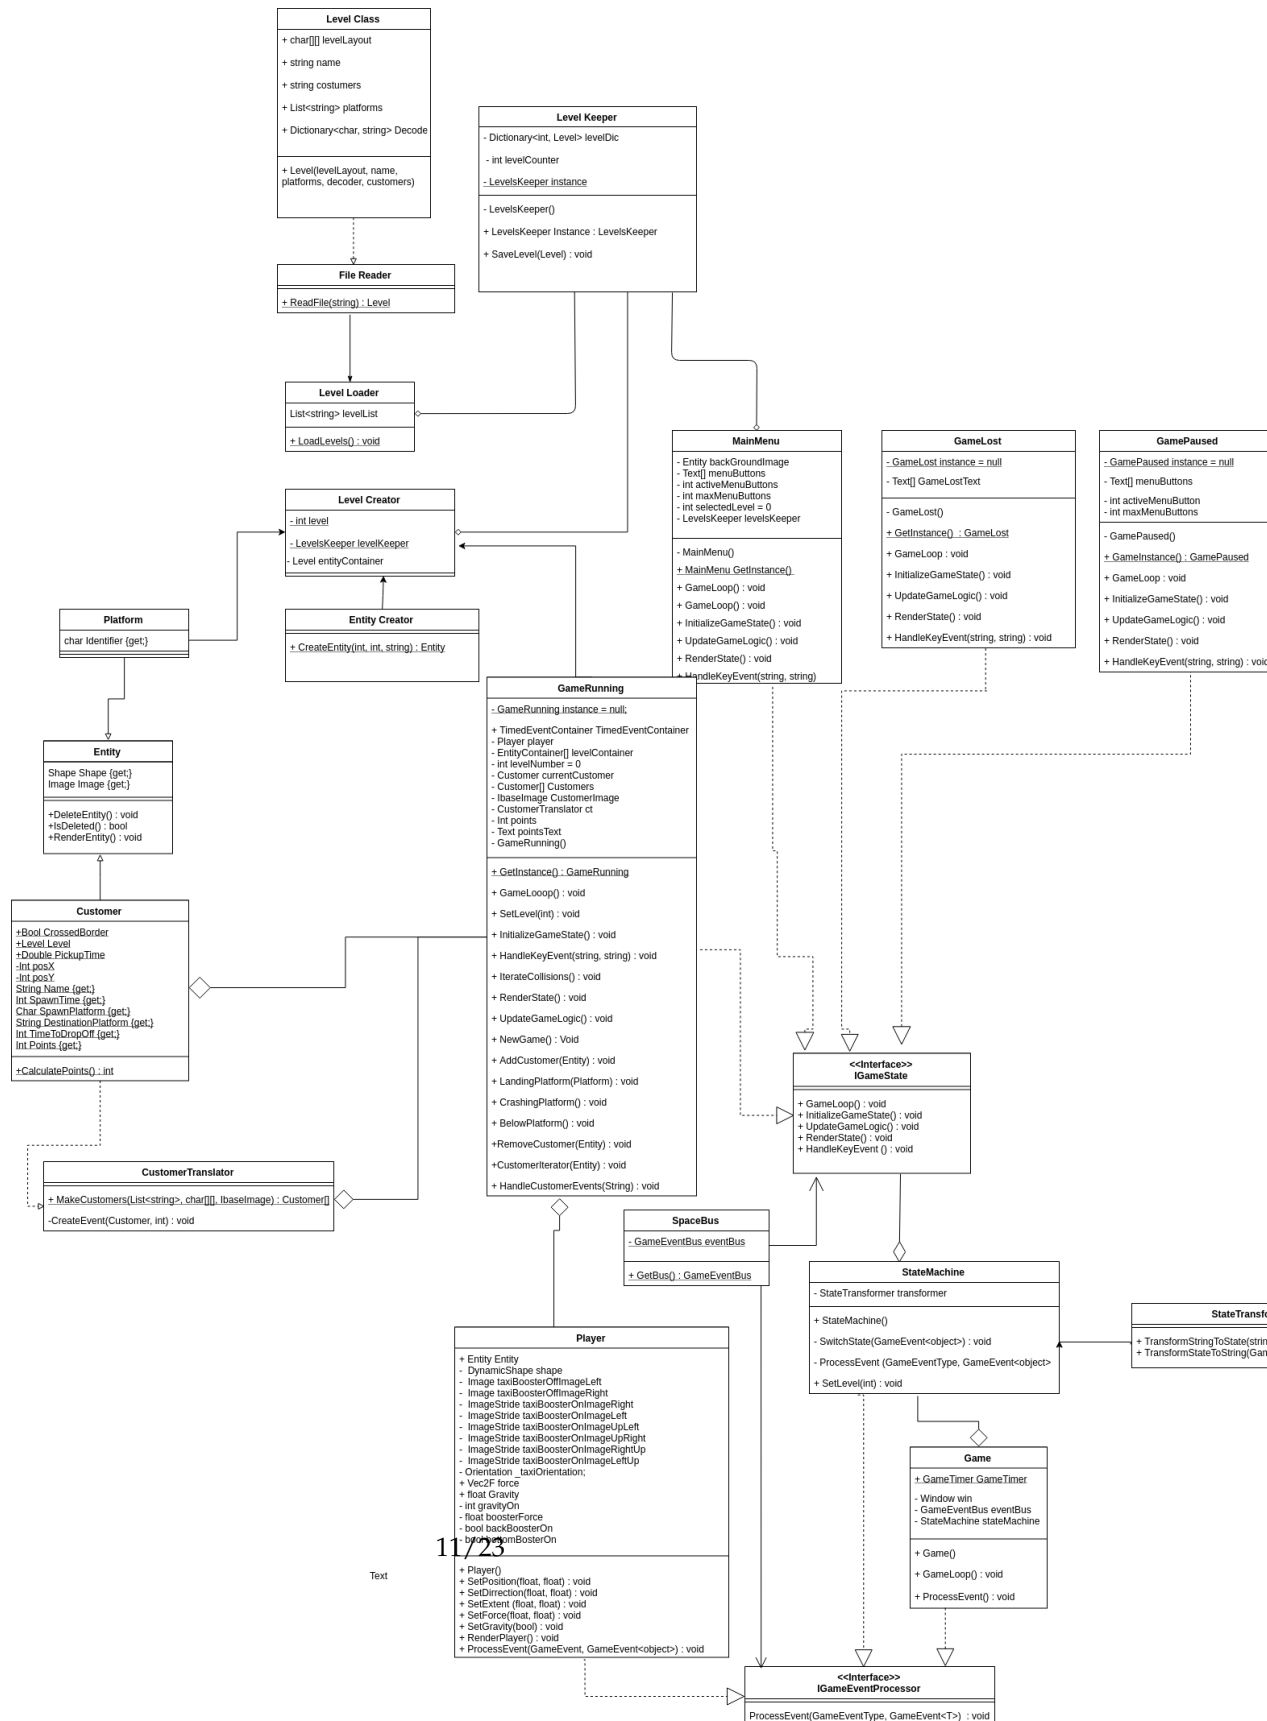 Level Class
+ char[][] levelLayout
+ string name
+ string costumers
+ List<string> platforms
+ Dictionary<char, string> Decode
+ Level(levelLayout, name,
platforms, decoder, customers)
Level Keeper
- Dictionary<int, Level> levelDic
- int levelCounter
- LevelsKeeper instance
- LevelsKeeper()
+ LevelsKeeper Instance : LevelsKeeper
+ SaveLevel(Level) : void
File Reader
+ ReadFile(string) : Level
Level Loader
List<string> levelList
+ LoadLevels() : void
Level Creator
- int level
- LevelsKeeper levelKeeper
- Level entityContainer
Entity Creator
+ CreateEntity(int, int, string) : Entity
Platform
char Identifier {get;}
Entity
Shape Shape {get;}
Image Image {get;}
+DeleteEntity() : void
+IsDeleted() : bool
+RenderEntity() : void
Customer
+Bool CrossedBorder
+Level Level
+Double PickupTime
-Int posX
-Int posY
String Name {get;}
Int SpawnTime {get;}
Char SpawnPlatform {get;}
String DestinationPlatform {get;}
Int TimeToDropOff {get;}
Int Points {get;}
+CalculatePoints() : int
CustomerTranslator
+ MakeCustomers(List<string>, char[][], IbaseImage) : Customer[]
-CreateEvent(Customer, int) : void
MainMenu
- Entity backGroundImage
- Text[] menuButtons
- int activeMenuButtons
- int maxMenuButtons
- int selectedLevel = 0
- LevelsKeeper levelsKeeper
- MainMenu()
+ MainMenu GetInstance()
+ GameLoop() : void
+ GameLoop() : void
+ InitializeGameState() : void
+ UpdateGameLogic() : void
+ RenderState() : void
+ HandleKeyEvent(string, string)
GameLost
- GameLost instance = null
- Text[] GameLostText
- GameLost()
+ GetInstance() : GameLost
+ GameLoop : void
+ InitializeGameState() : void
+ UpdateGameLogic() : void
+ RenderState() : void
+ HandleKeyEvent(string, string) : void
GamePaused
- GamePaused instance = null
- Text[] menuButtons
- int activeMenuButton
- int maxMenuButtons
- GamePaused()
+ GameInstance() : GamePaused
+ GameLoop : void
+ InitializeGameState() : void
+ UpdateGameLogic() : void
+ RenderState() : void
+ HandleKeyEvent(string, string) : void
GameRunning
- GameRunning instance = null;
+ TimedEventContainer TimedEventContainer
- Player player
- EntityContainer[] levelContainer
- int levelNumber = 0
- Customer currentCustomer
- Customer[] Customers
- IbaseImage CustomerImage
- CustomerTranslator ct
- Int points
- Text pointsText
- GameRunning()
+ GetInstance() : GameRunning
+ GameLooop() : void
+ SetLevel(int) : void
+ InitializeGameState() : void
+ HandleKeyEvent(string, string) : void
+ IterateCollisions() : void
+ RenderState() : void
+ UpdateGameLogic() : void
+ NewGame() : Void
+ AddCustomer(Entity) : void
+ LandingPlatform(Platform) : void
+ CrashingPlatform() : void
+ BelowPlatform() : void
+RemoveCustomer(Entity) : void
+CustomerIterator(Entity) : void
+ HandleCustomerEvents(String) : void
<<Interface>>
IGameState
+ GameLoop() : void
+ InitializeGameState() : void
+ UpdateGameLogic() : void
+ RenderState() : void
+ HandleKeyEvent () : void
SpaceBus
- GameEventBus eventBus
+ GetBus() : GameEventBus
StateMachine
- StateTransformer transformer
+ StateMachine()
- SwitchState(GameEvent<object>) : void
- ProcessEvent (GameEventType, GameEvent<object>
+ SetLevel(int) : void
StateTransfo
+ TransformStringToState(strin
+ TransformStateToString(Gam
Player
+ Entity Entity
- DynamicShape shape
- Image taxiBoosterOffImageLeft
- Image taxiBoosterOffImageRight
- ImageStride taxiBoosterOnImageRight
- ImageStride taxiBoosterOnImageLeft
- ImageStride taxiBoosterOnImageUpLeft
- ImageStride taxiBoosterOnImageUpRight
- ImageStride taxiBoosterOnImageRightUp
- ImageStride taxiBoosterOnImageLeftUp
- Orientation _taxiOrientation;
+ Vec2F force
+ float Gravity
- int gravityOn
- float boosterForce
- bool backBoosterOn
- bool bottomBosterOn
+ Player()
+ SetPosition(float, float) : void
+ SetDirrection(float, float) : void
+ SetExtent (float, float) : void
+ SetForce(float, float) : void
+ SetGravity(bool) : void
+ RenderPlayer() : void
+ ProcessEvent(GameEvent, GameEvent<object>) : void
11/23
Text
Game
+ GameTimer GameTimer
- Window win
- GameEventBus eventBus
- StateMachine stateMachine
+ Game()
+ GameLoop() : void
+ ProcessEvent() : void
<<Interface>>
IGameEventProcessor
ProcessEvent(GameEventType, GameEvent<T>) : void